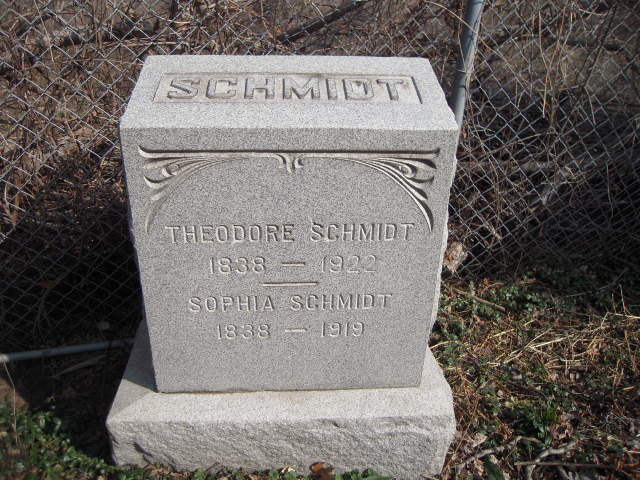 SCHMIDT
THEODORE SCHMIDT
1838 — 1922
SOPHIA SCHMIDT
1838 — 1919